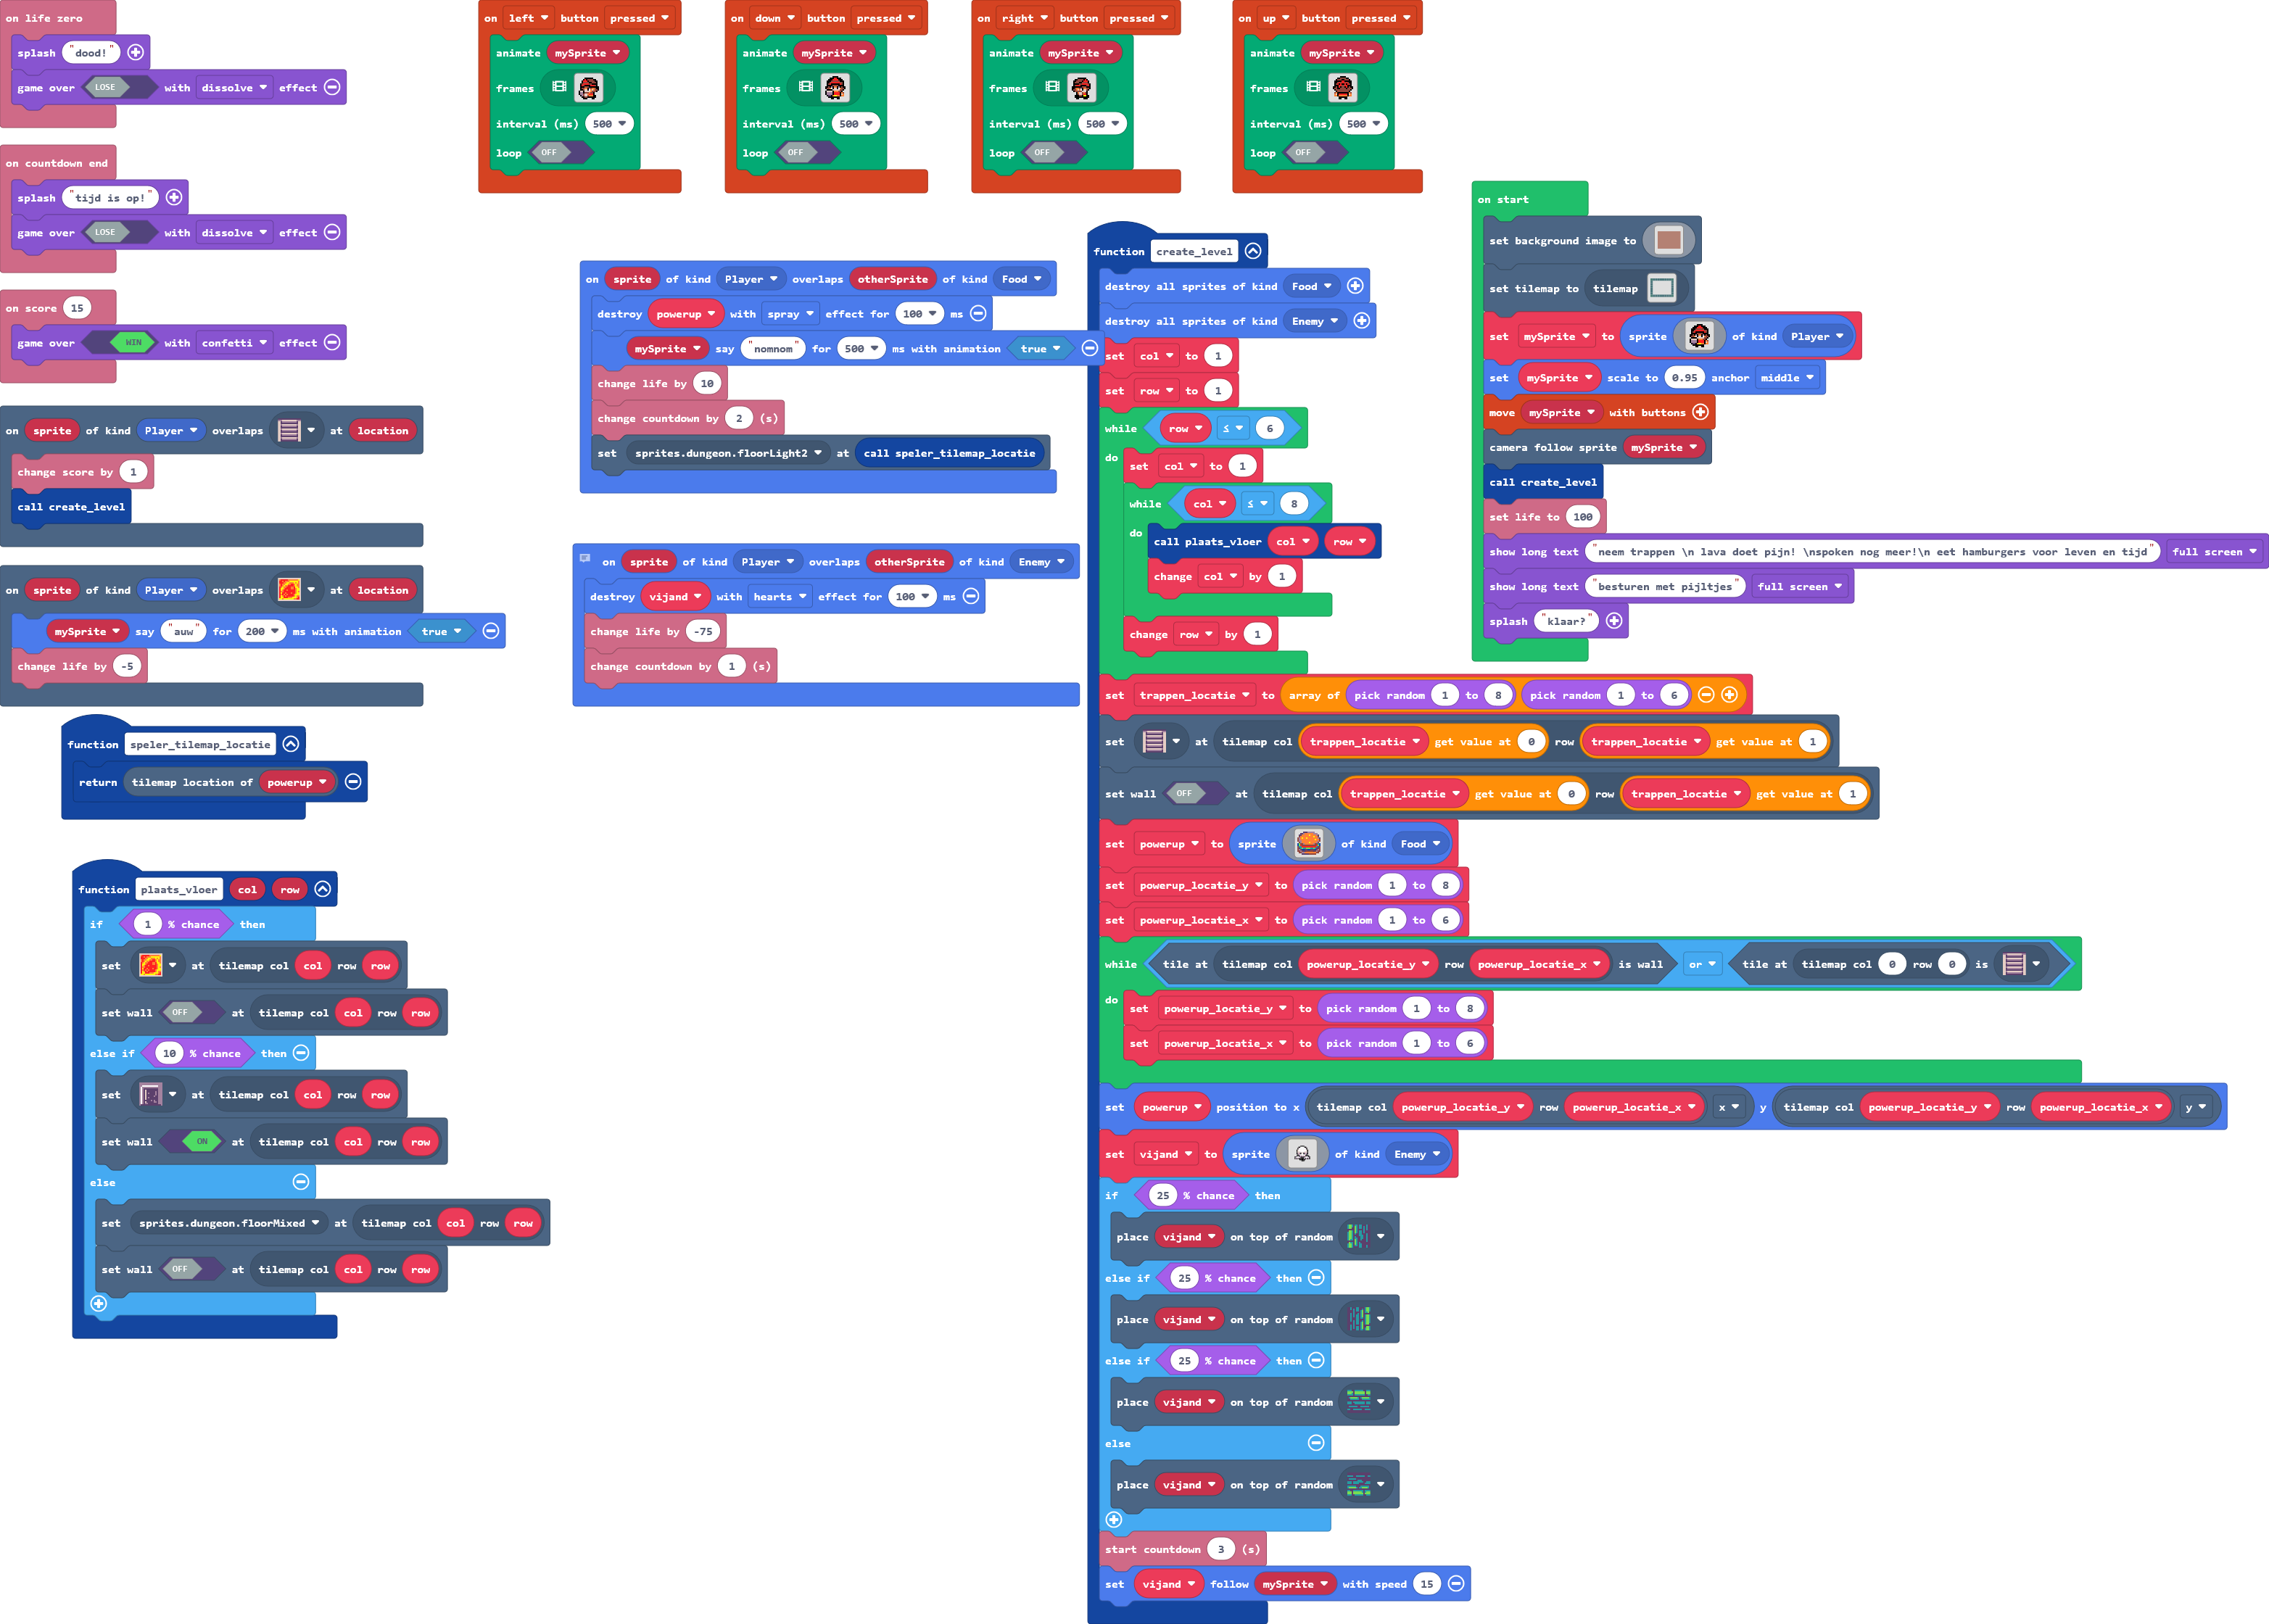 on life zero
splash "dood!"
game over LOSE with dissolve effect
on countdown end
splash "tijd is op!"
game over LOSE with dissolve effect
on score 15
game over WIN with confetti effect
on sprite of kind Player overlaps at location
change score by 1
call create_level
on sprite of kind Player overlaps at location
mySprite say "auw" for 200 ms with animation true
change life by -5
function speler_tilemap_locatie
return tilemap location of powerup
function plaats_vloer col row
if 1 % chance then
set at tilemap col col row row
set wall OFF at tilemap col col row row
else if 10 % chance then
set at tilemap col col row row
set wall ON at tilemap col col row row
else
set sprites.dungeon.floorMixed at tilemap col col row row
set wall OFF at tilemap col col row row
on left button pressed
animate mySprite
frames
interval (ms) 500
loop OFF
on down button pressed
animate mySprite
frames
interval (ms) 500
loop OFF
on right button pressed
animate mySprite
frames
interval (ms) 500
loop OFF
on up button pressed
animate mySprite
frames
interval (ms) 500
loop OFF
on sprite of kind Player overlaps otherSprite of kind Food
destroy powerup with spray effect for 100 ms
mySprite say "nomnom" for 500 ms with animation true
change life by 10
change countdown by 2 (s)
set sprites.dungeon.floorLight2 at call speler_tilemap_locatie
on sprite of kind Player overlaps otherSprite of kind Enemy
destroy vijand with hearts effect for 100 ms
change life by -75
change countdown by 1 (s)
function create_level
destroy all sprites of kind Food
destroy all sprites of kind Enemy
set col to 1
set row to 1
while row ≤ 6
do set col to 1
while col ≤ 8
do call plaats_vloer col row
change col by 1
change row by 1
set trappen_locatie to array of pick random 1 to 8 pick random 1 to 6
set at tilemap col trappen_locatie get value at 0 row trappen_locatie get value at 1
set wall OFF at tilemap col trappen_locatie get value at 0 row trappen_locatie get value at 1
set powerup to sprite of kind Food
set powerup_locatie_y to pick random 1 to 8
set powerup_locatie_x to pick random 1 to 6
while tile at tilemap col powerup_locatie_y row powerup_locatie_x is wall or tile at tilemap col 0 row 0 is
do set powerup_locatie_y to pick random 1 to 8
set powerup_locatie_x to pick random 1 to 6
set powerup position to x tilemap col powerup_locatie_y row powerup_locatie_x x y tilemap col powerup_locatie_y row powerup_locatie_x y
set vijand to sprite of kind Enemy
if 25 % chance then
place vijand on top of random
else if 25 % chance then
place vijand on top of random
else if 25 % chance then
place vijand on top of random
else
place vijand on top of random
start countdown 3 (s)
set vijand follow mySprite with speed 15
on start
set background image to
set tilemap to tilemap
set mySprite to sprite of kind Player
set mySprite scale to 0.95 anchor middle
move mySprite with buttons
camera follow sprite mySprite
call create_level
set life to 100
show long text "neem trappen \n lava doet pijn! \nspoken nog meer!\n eet hamburgers voor leven en tijd" full screen
show long text "besturen met pijltjes" full screen
splash "klaar?"